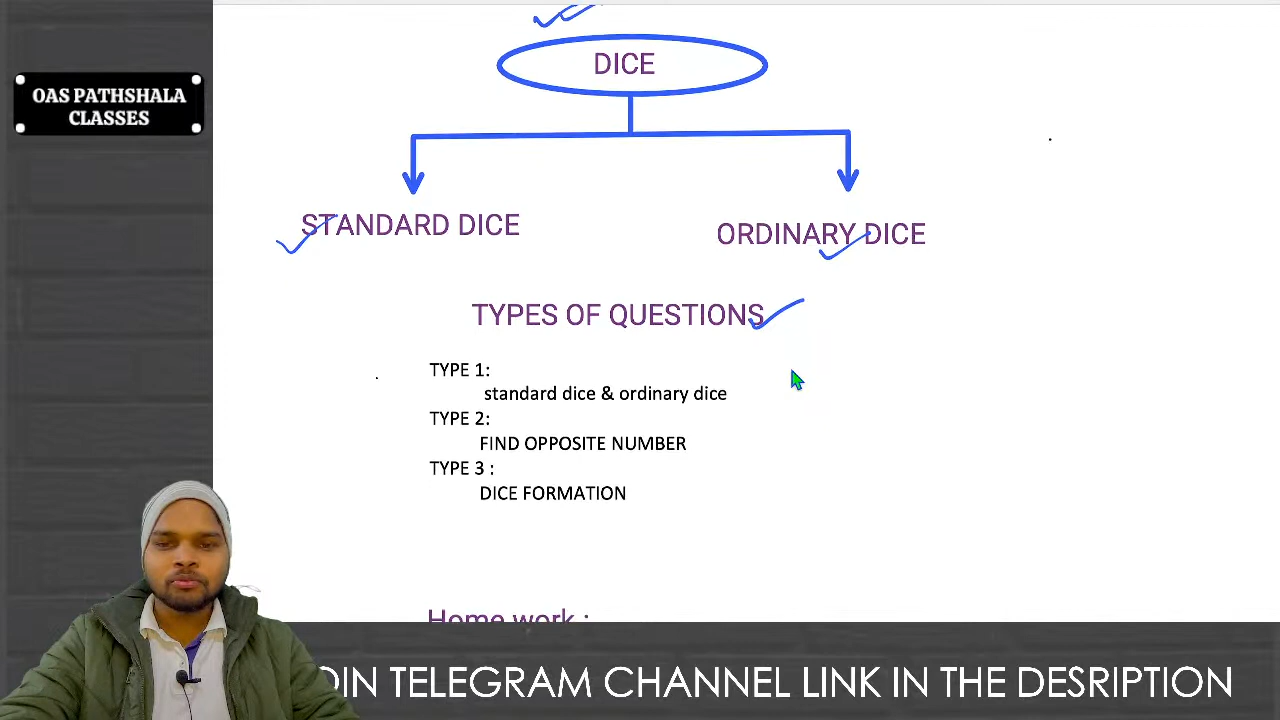 OAS PATHSHALA
CLASSES
DICE
STANDARD DICE
ORDINARY DICE
TYPES OF QUESTIONS
TYPE 1:
standard dice & ordinary dice
TYPE 2:
FIND OPPOSITE NUMBER
TYPE 3 :
DICE FORMATION
Home work :
OIN TELEGRAM CHANNEL LINK IN THE DESRIPTION